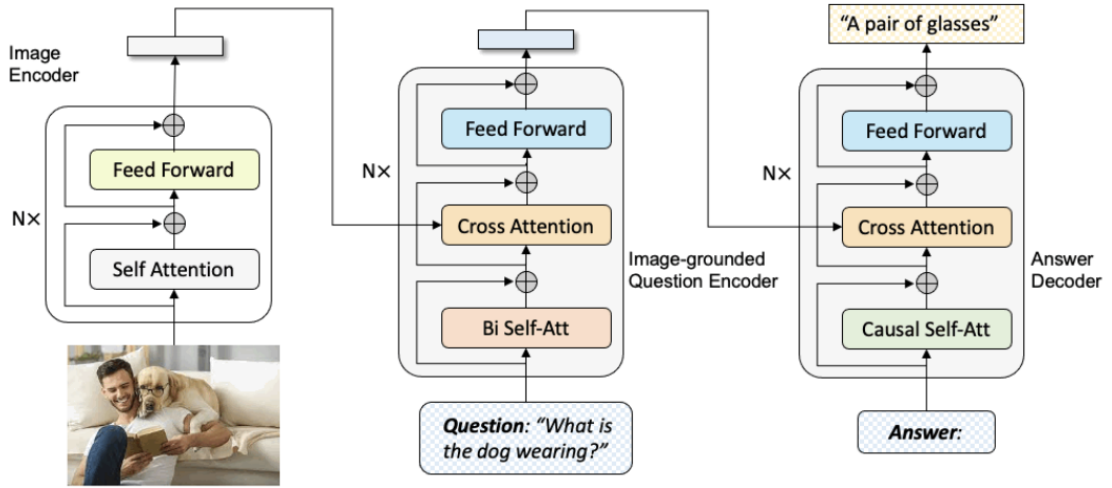 Image
Encoder
N×
Feed Forward
Self Attention
N×
Feed Forward
Cross Attention
Bi Self-Att
Image-grounded
Question Encoder
Question: “What is
the dog wearing?”
“A pair of glasses”
N×
Feed Forward
Cross Attention
Causal Self-Att
Answer
Decoder
Answer: